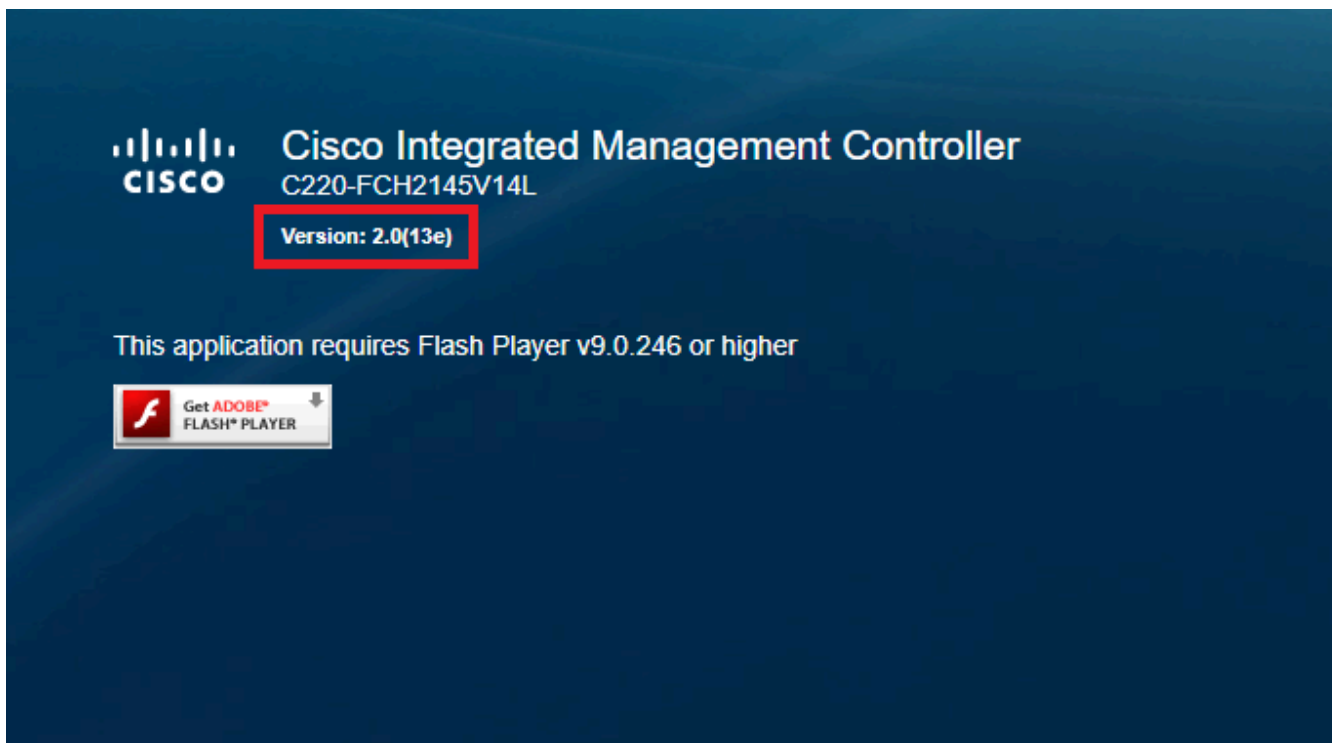 CISCO
Cisco Integrated Management Controller
C220-FCH2145V14L
Version: 2.0(13e)
This application requires Flash Player v9.0.246 or higher
Get ADOBE®
FLASH® PLAYER